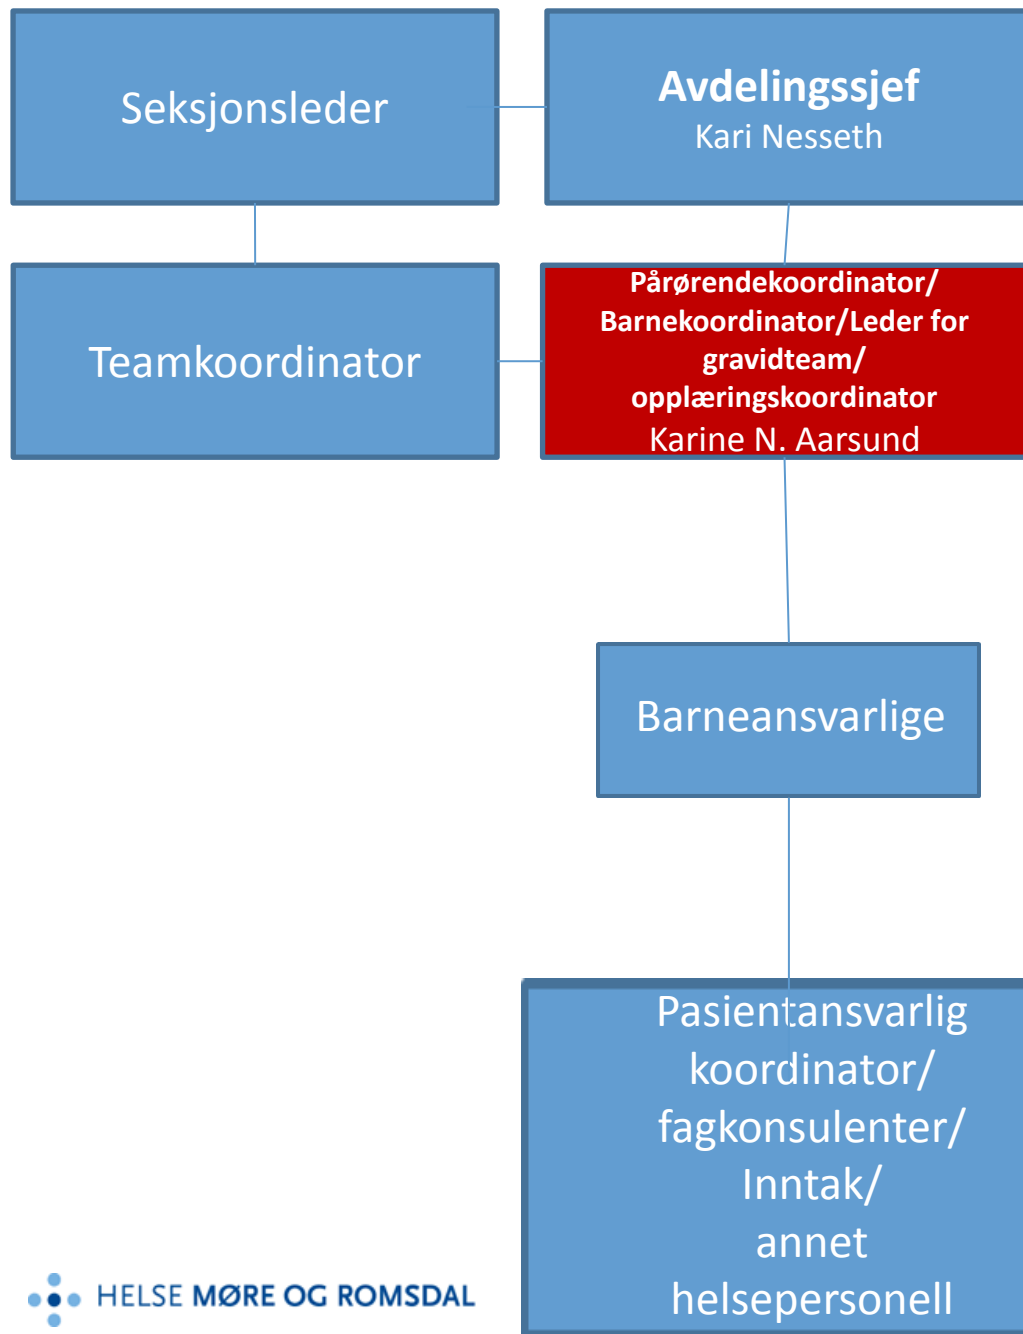 Seksjonsleder
Avdelingssjef
Kari Nesseth
Teamkoordinator
Pårørendekoordinator/
Barnekoordinator/Leder for
gravidteam/
opplæringskoordinator
Karine N. Aarsund
Barneansvarlige
Pasientansvarlig
koordinator/
fagkonsulenter/
Inntak/
annet
helsepersonell
HELSE MØRE OG ROMSDAL